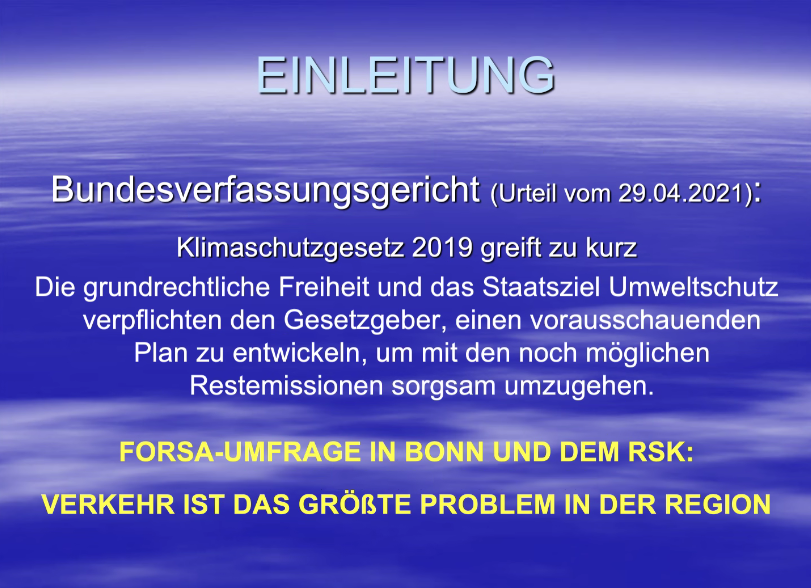 EINLEITUNG
Bundesverfassungsgericht (Urteil vom 29.04.2021):
Klimaschutzgesetz 2019 greift zu kurz
Die grundrechtliche Freiheit und das Staatsziel Umweltschutz
verpflichten den Gesetzgeber, einen vorausschauenden
Plan zu entwickeln, um mit den noch möglichen
Restemissionen sorgsam umzugehen.
FORSA-UMFRAGE IN BONN UND DEM RSK:
VERKEHR IST DAS GRÖßTE PROBLEM IN DER REGION